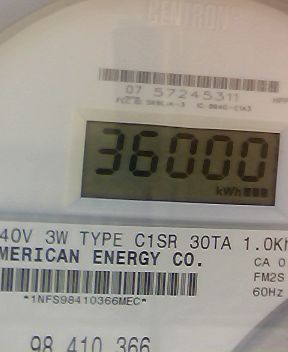 CENTRON
07 57245311
36000
kWh
40V 3W TYPE C1SR 30TA 1.0Kh
MERICAN ENERGY CO.
CA 0
FM2S
60Hz
*1NFS98410366MEC*
98 410 366